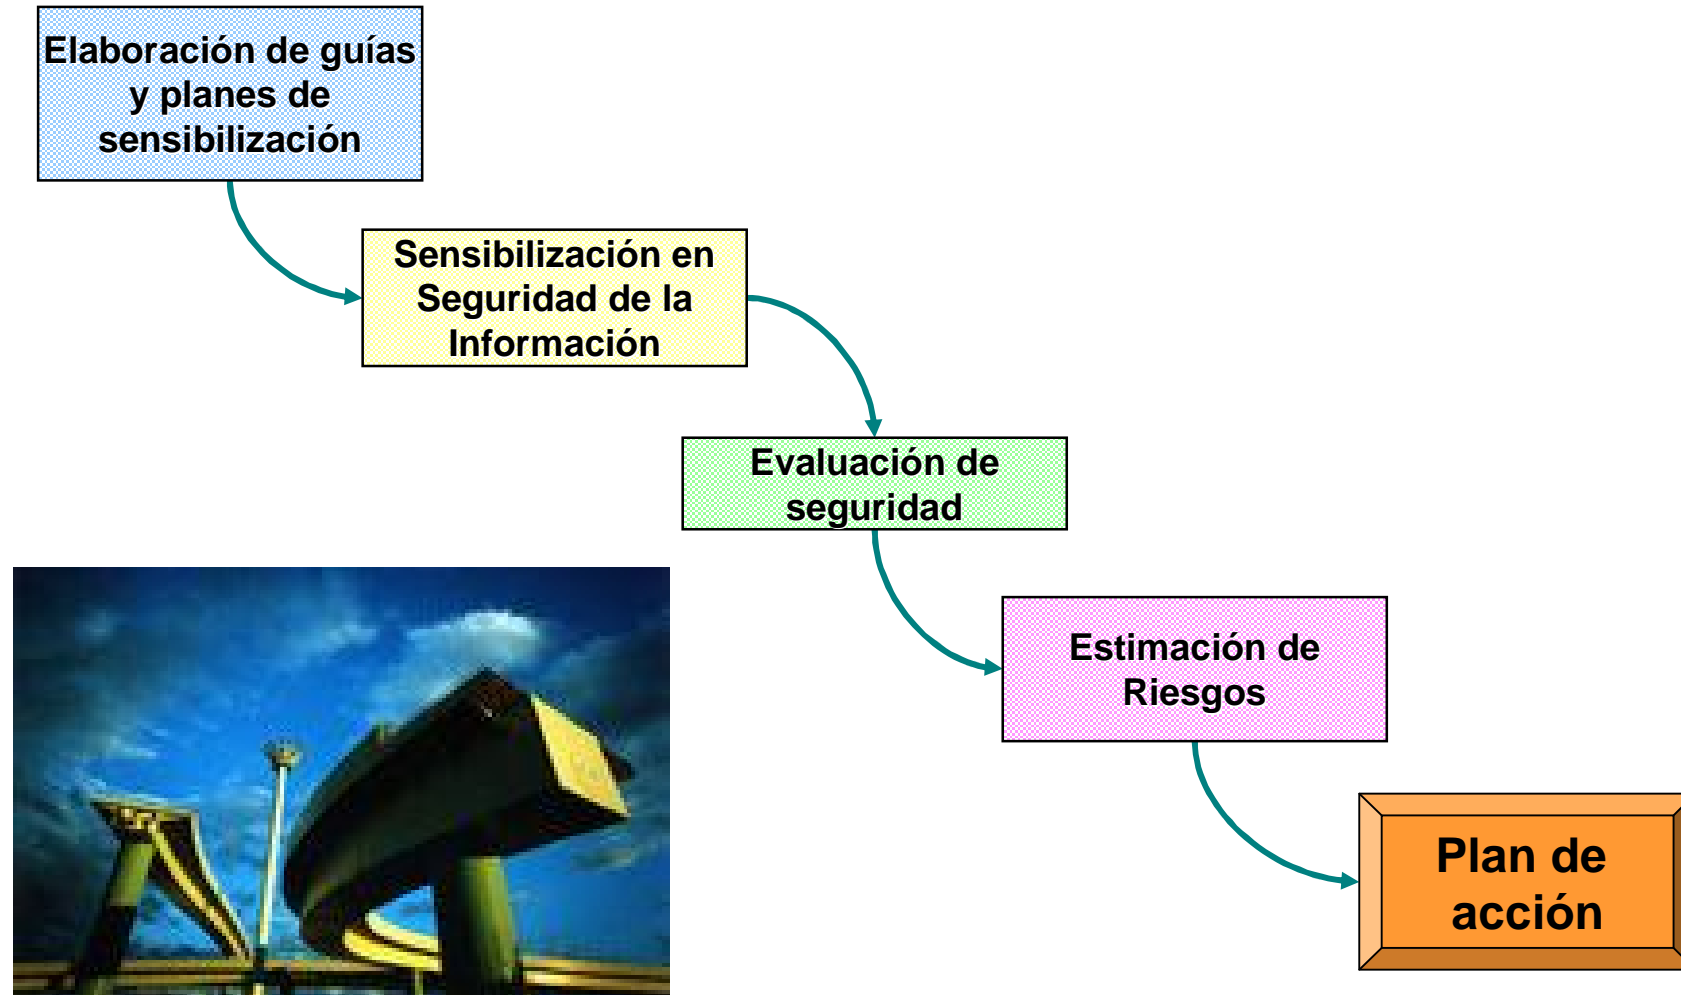 Elaboración de guías
y planes de
sensibilización
Sensibilización en
Seguridad de la
Información
Evaluación de
seguridad
Estimación de
Riesgos
Plan de
acción